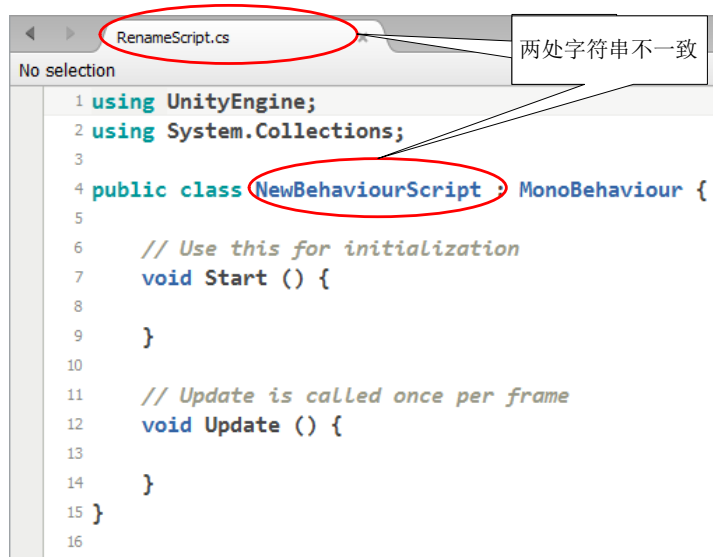 RenameScript.cs
两处字符串不一致
No selection
1 using UnityEngine;
2 using System.Collections;
3
4 public class NewBehaviourScript : MonoBehaviour {
5
6 // Use this for initialization
7 void Start () {
8
9 }
10
11 // Update is called once per frame
12 void Update () {
13
14 }
15 }
16